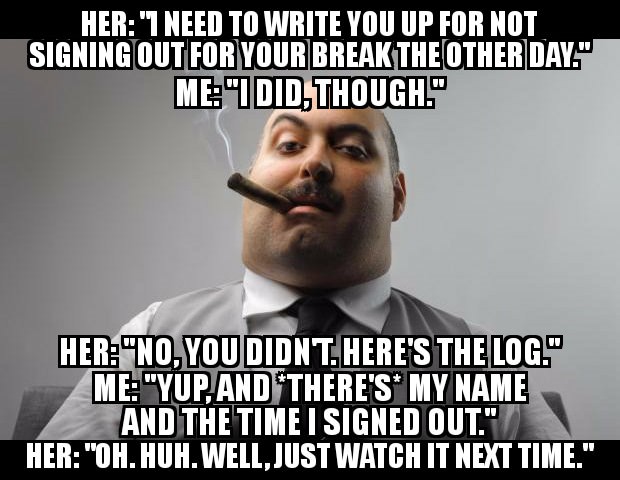 HER: "I NEED TO WRITE YOU UP FOR NOT
SIGNING OUT FOR YOUR BREAK THE OTHER DAY."
ME: "I DID, THOUGH."
HER: "NO, YOU DIDN'T. HERE'S THE LOG."
ME: "YUP, AND *THERE'S* MY NAME
AND THE TIME I SIGNED OUT."
HER: "OH. HUH. WELL, JUST WATCH IT NEXT TIME."